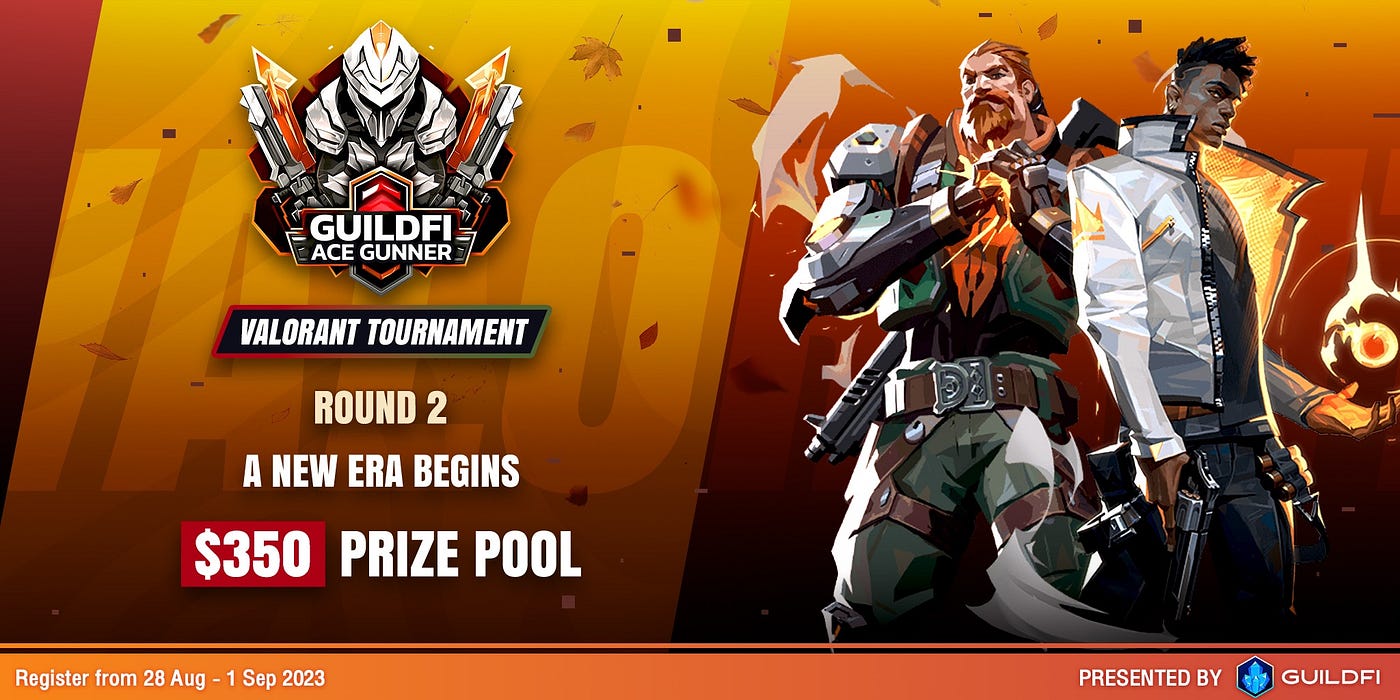 GUILDFI
ACE GUNNER
VALORANT TOURNAMENT
ROUND 2
A NEW ERA BEGINS
$350 PRIZE POOL
Register from 28 Aug - 1 Sep 2023
PRESENTED BY GUILDFI